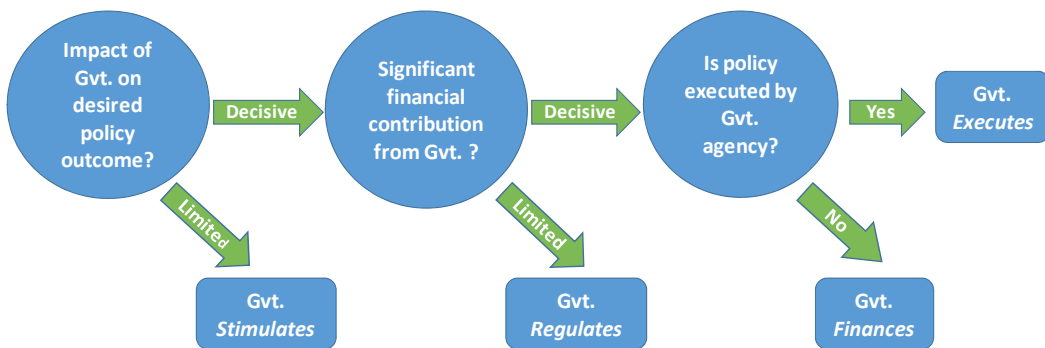 Impact of
Gvt. on
desired
policy
outcome?
Decisive
Limited
Gvt.
Stimulates
Significant
financial
contribution
from Gvt. ?
Decisive
Limited
Gvt.
Regulates
Is policy
executed by
Gvt.
agency?
Yes
Gvt.
Executes
No
Gvt.
Finances